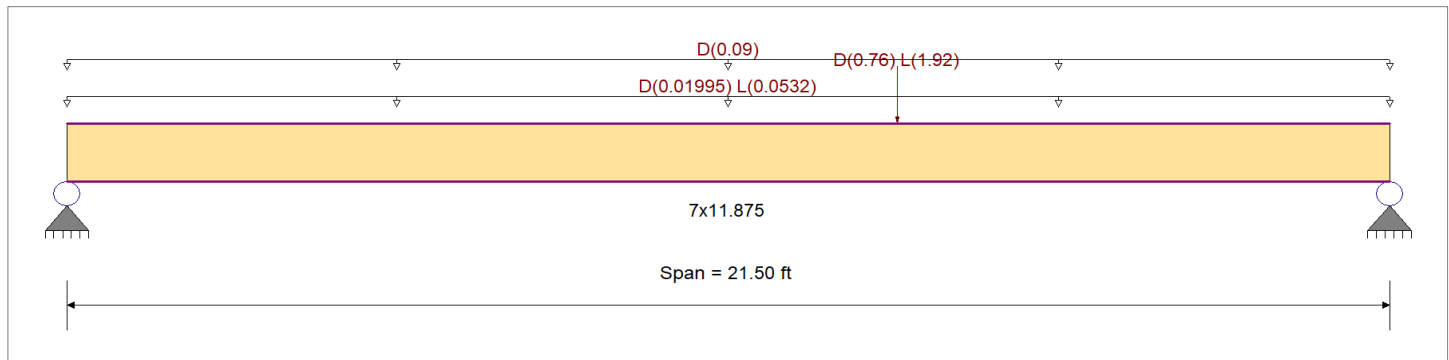 D(0.09)
D(0.76) L(1.92)
D(0.01995) L(0.0532)
7x11.875
Span = 21.50 ft